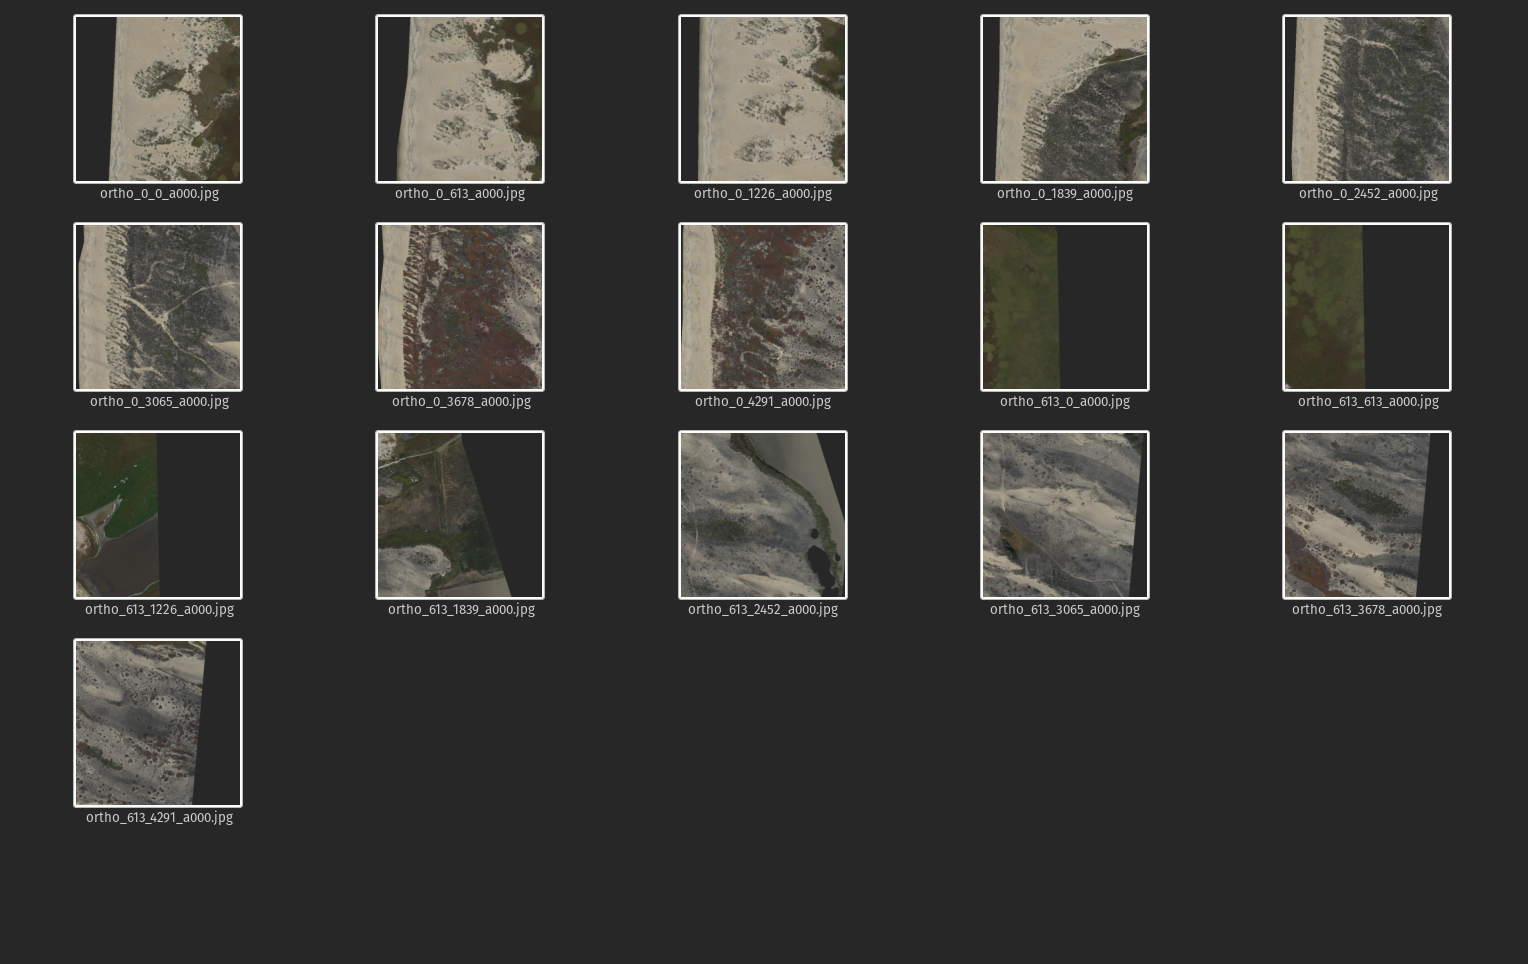 ortho_0_0_a000.jpg
ortho_0_613_a000.jpg
ortho_0_1226_a000.jpg
ortho_0_1839_a000.jpg
ortho_0_2452_a000.jpg
ortho_0_3065_a000.jpg
ortho_0_3678_a000.jpg
ortho_0_4291_a000.jpg
ortho_613_0_a000.jpg
ortho_613_613_a000.jpg
ortho_613_1226_a000.jpg
ortho_613_1839_a000.jpg
ortho_613_2452_a000.jpg
ortho_613_3065_a000.jpg
ortho_613_3678_a000.jpg
ortho_613_4291_a000.jpg